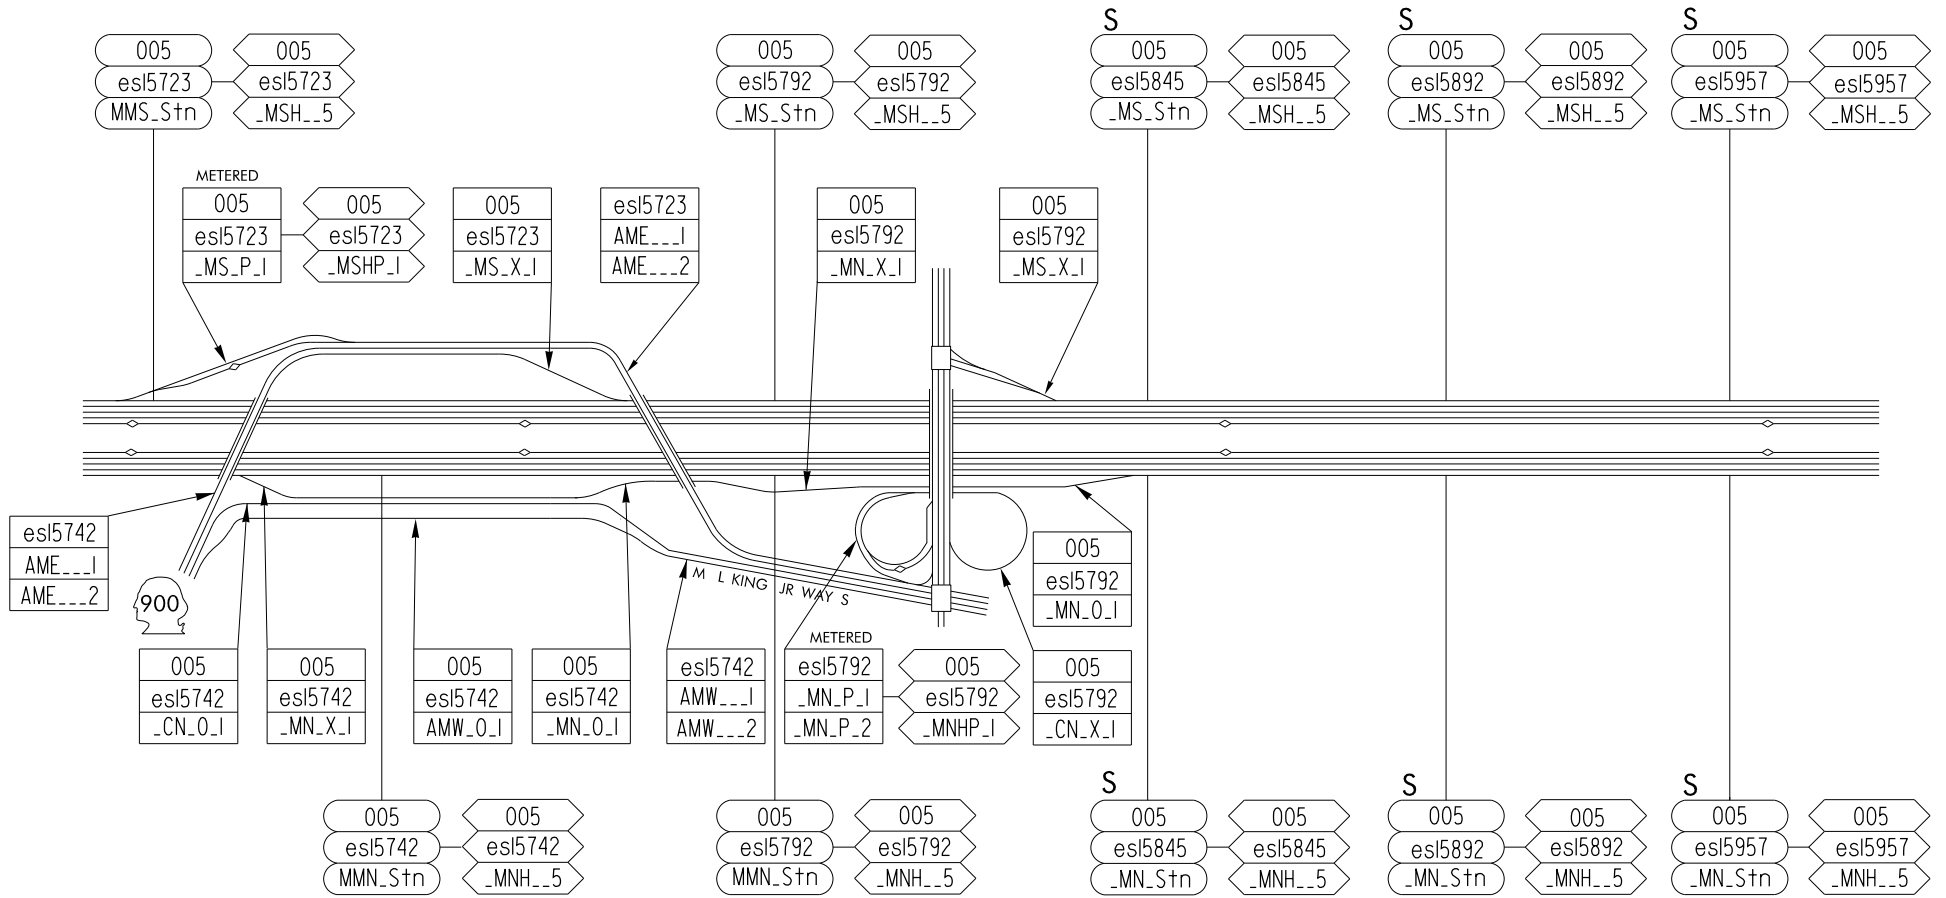 S
S
S
005
esl5723
MMS_Stn
005
esl5723
_MSH__5
005
esl5792
_MS_Stn
005
esl5792
_MSH__5
005
esl5845
_MS_Stn
005
esl5845
_MSH__5
005
esl5892
_MS_Stn
005
esl5892
_MSH__5
005
esl5957
_MS_Stn
005
esl5957
_MSH__5
METERED
005
esl5723
_MS_P_1
005
esl5723
_MSHP_1
005
esl5723
_MS_X_1
esl5723
AME___1
AME___2
005
esl5792
_MN_X_1
005
esl5792
_MS_X_1
esl5742
AME___1
AME___2
900
M L KING JR WAY S
005
esl5792
_MN_O_1
005
esl5742
_CN_O_1
005
esl5742
_MN_X_1
005
esl5742
AMW_O_1
005
esl5742
_MN_O_1
esl5742
AMW___1
AMW___2
METERED
esl5792
_MN_P_1
_MN_P_2
005
esl5792
_MNHP_1
005
esl5792
_CN_X_1
S
S
S
005
esl5742
MMN_Stn
005
esl5742
_MNH__5
005
esl5792
MMN_Stn
005
esl5792
_MNH__5
005
esl5845
_MN_Stn
005
esl5845
_MNH__5
005
esl5892
_MN_Stn
005
esl5892
_MNH__5
005
esl5957
_MN_Stn
005
esl5957
_MNH__5